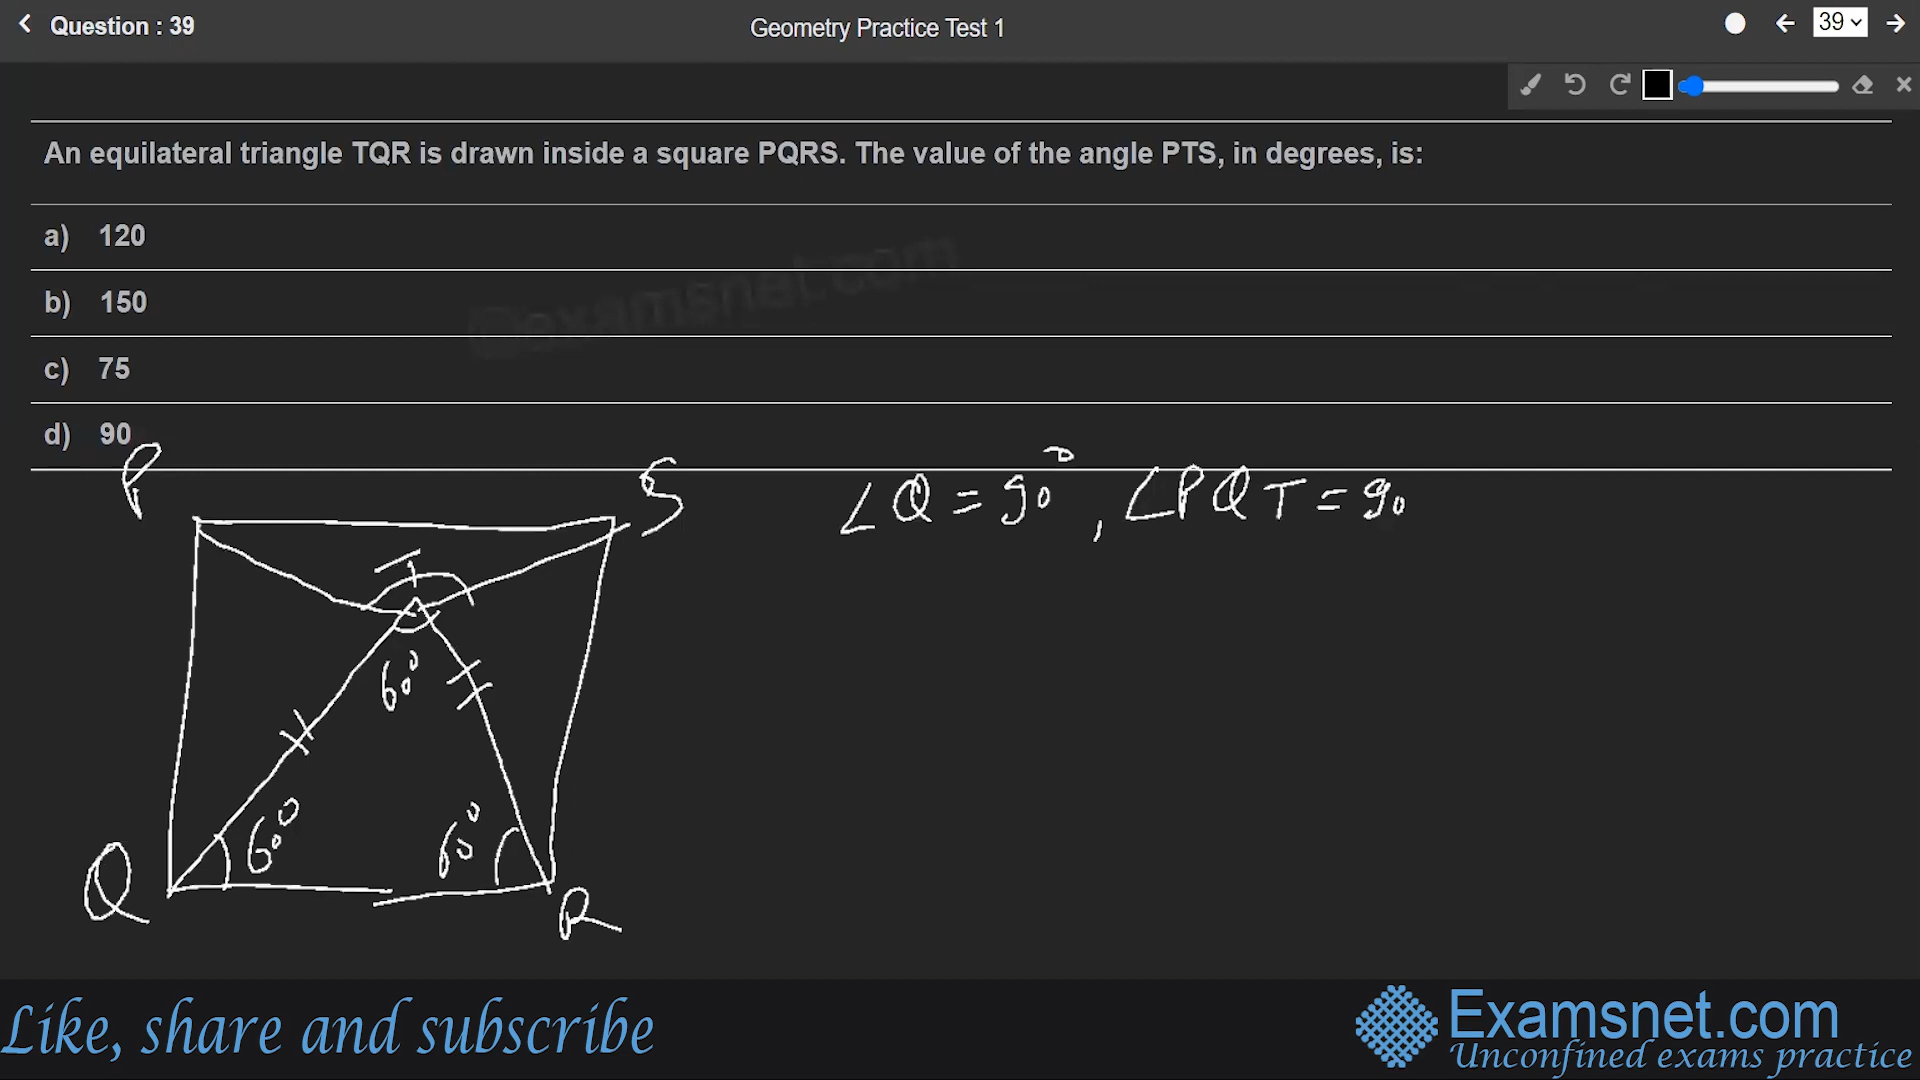 Question : 39
Geometry Practice Test 1
39
An equilateral triangle TQR is drawn inside a square PQRS. The value of the angle PTS, in degrees, is:
a) 120
@examsnet.com
b) 150
c) 75
d) 90
P
S
∠Q = 90°, ∠PQT = 90
T
60°
60°
60°
Q
R
Like, share and subscribe
Examsnet.com
Unconfined exams practice